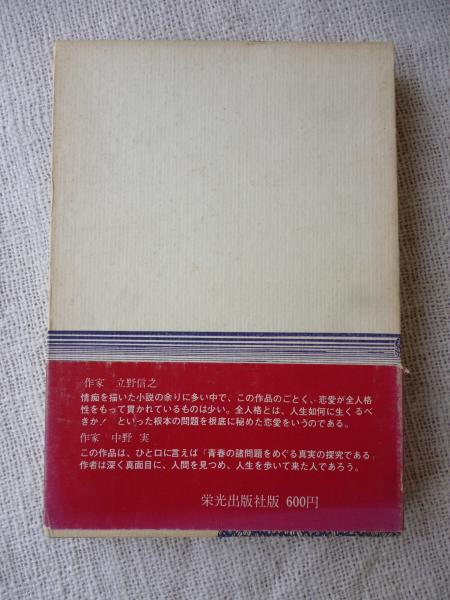 作家 立野信之
情痴を描いた小説の余りに多い中で、この作品のごとく、恋愛が全人格
性をもって貫かれているものは少い。全人格とは、人生如何に生くるべ
きか! といった根本の問題を根底に秘めた恋愛をいうのである。
作家 中野 実
この作品は、ひと口に言えば「青春の諸問題をめぐる真実の探究である」
作者は深く真面目に、人間を見つめ、人生を歩いて来た人であろう。
栄光出版社版 600円